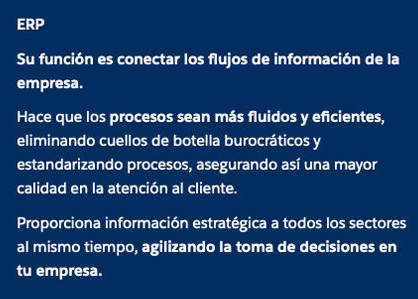 ERP
Su función es conectar los flujos de información de la
empresa.
Hace que los procesos sean más fluidos y eficientes,
eliminando cuellos de botella burocráticos y
estandarizando procesos, asegurando así una mayor
calidad en la atención al cliente.
Proporciona información estratégica a todos los sectores
al mismo tiempo, agilizando la toma de decisiones en
tu empresa.